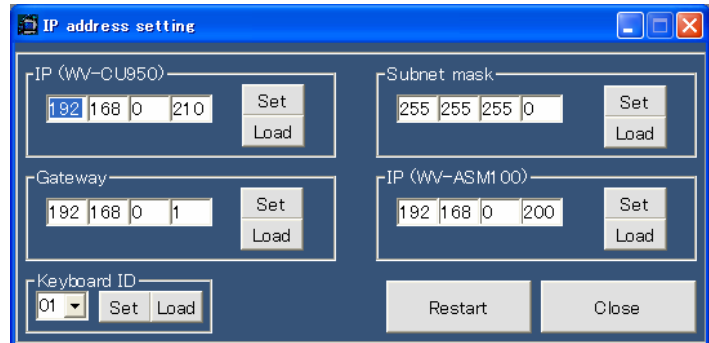 IP address setting
IP (WV-CU950)
192 168 0 210
Set
Load
Subnet mask
255 255 255 0
Set
Load
Gateway
192 168 0 1
Set
Load
IP (WV-ASM100)
192 168 0 200
Set
Load
Keyboard ID
01 Set Load
Restart
Close